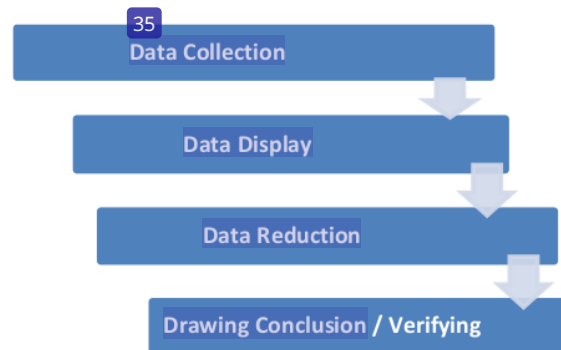 35
Data Collection
Data Display
Data Reduction
Drawing Conclusion / Verifying